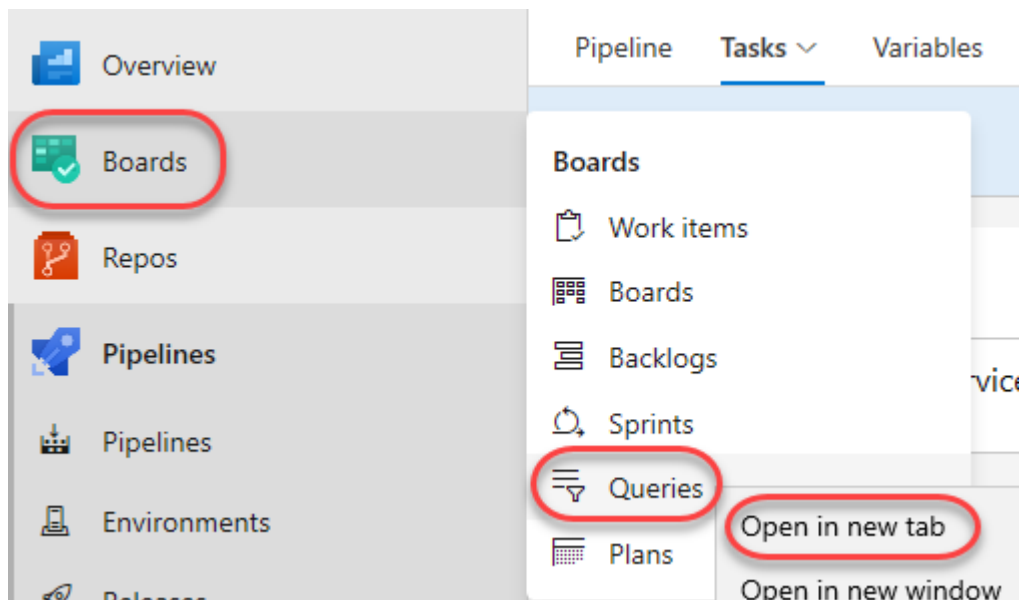 Overview
Boards
Repos
Pipelines
Pipelines
Environments
Releases
Pipeline Tasks Variables
Boards
Work items
Boards
Backlogs
Sprints
Queries
Plans
Open in new tab
Open in new window